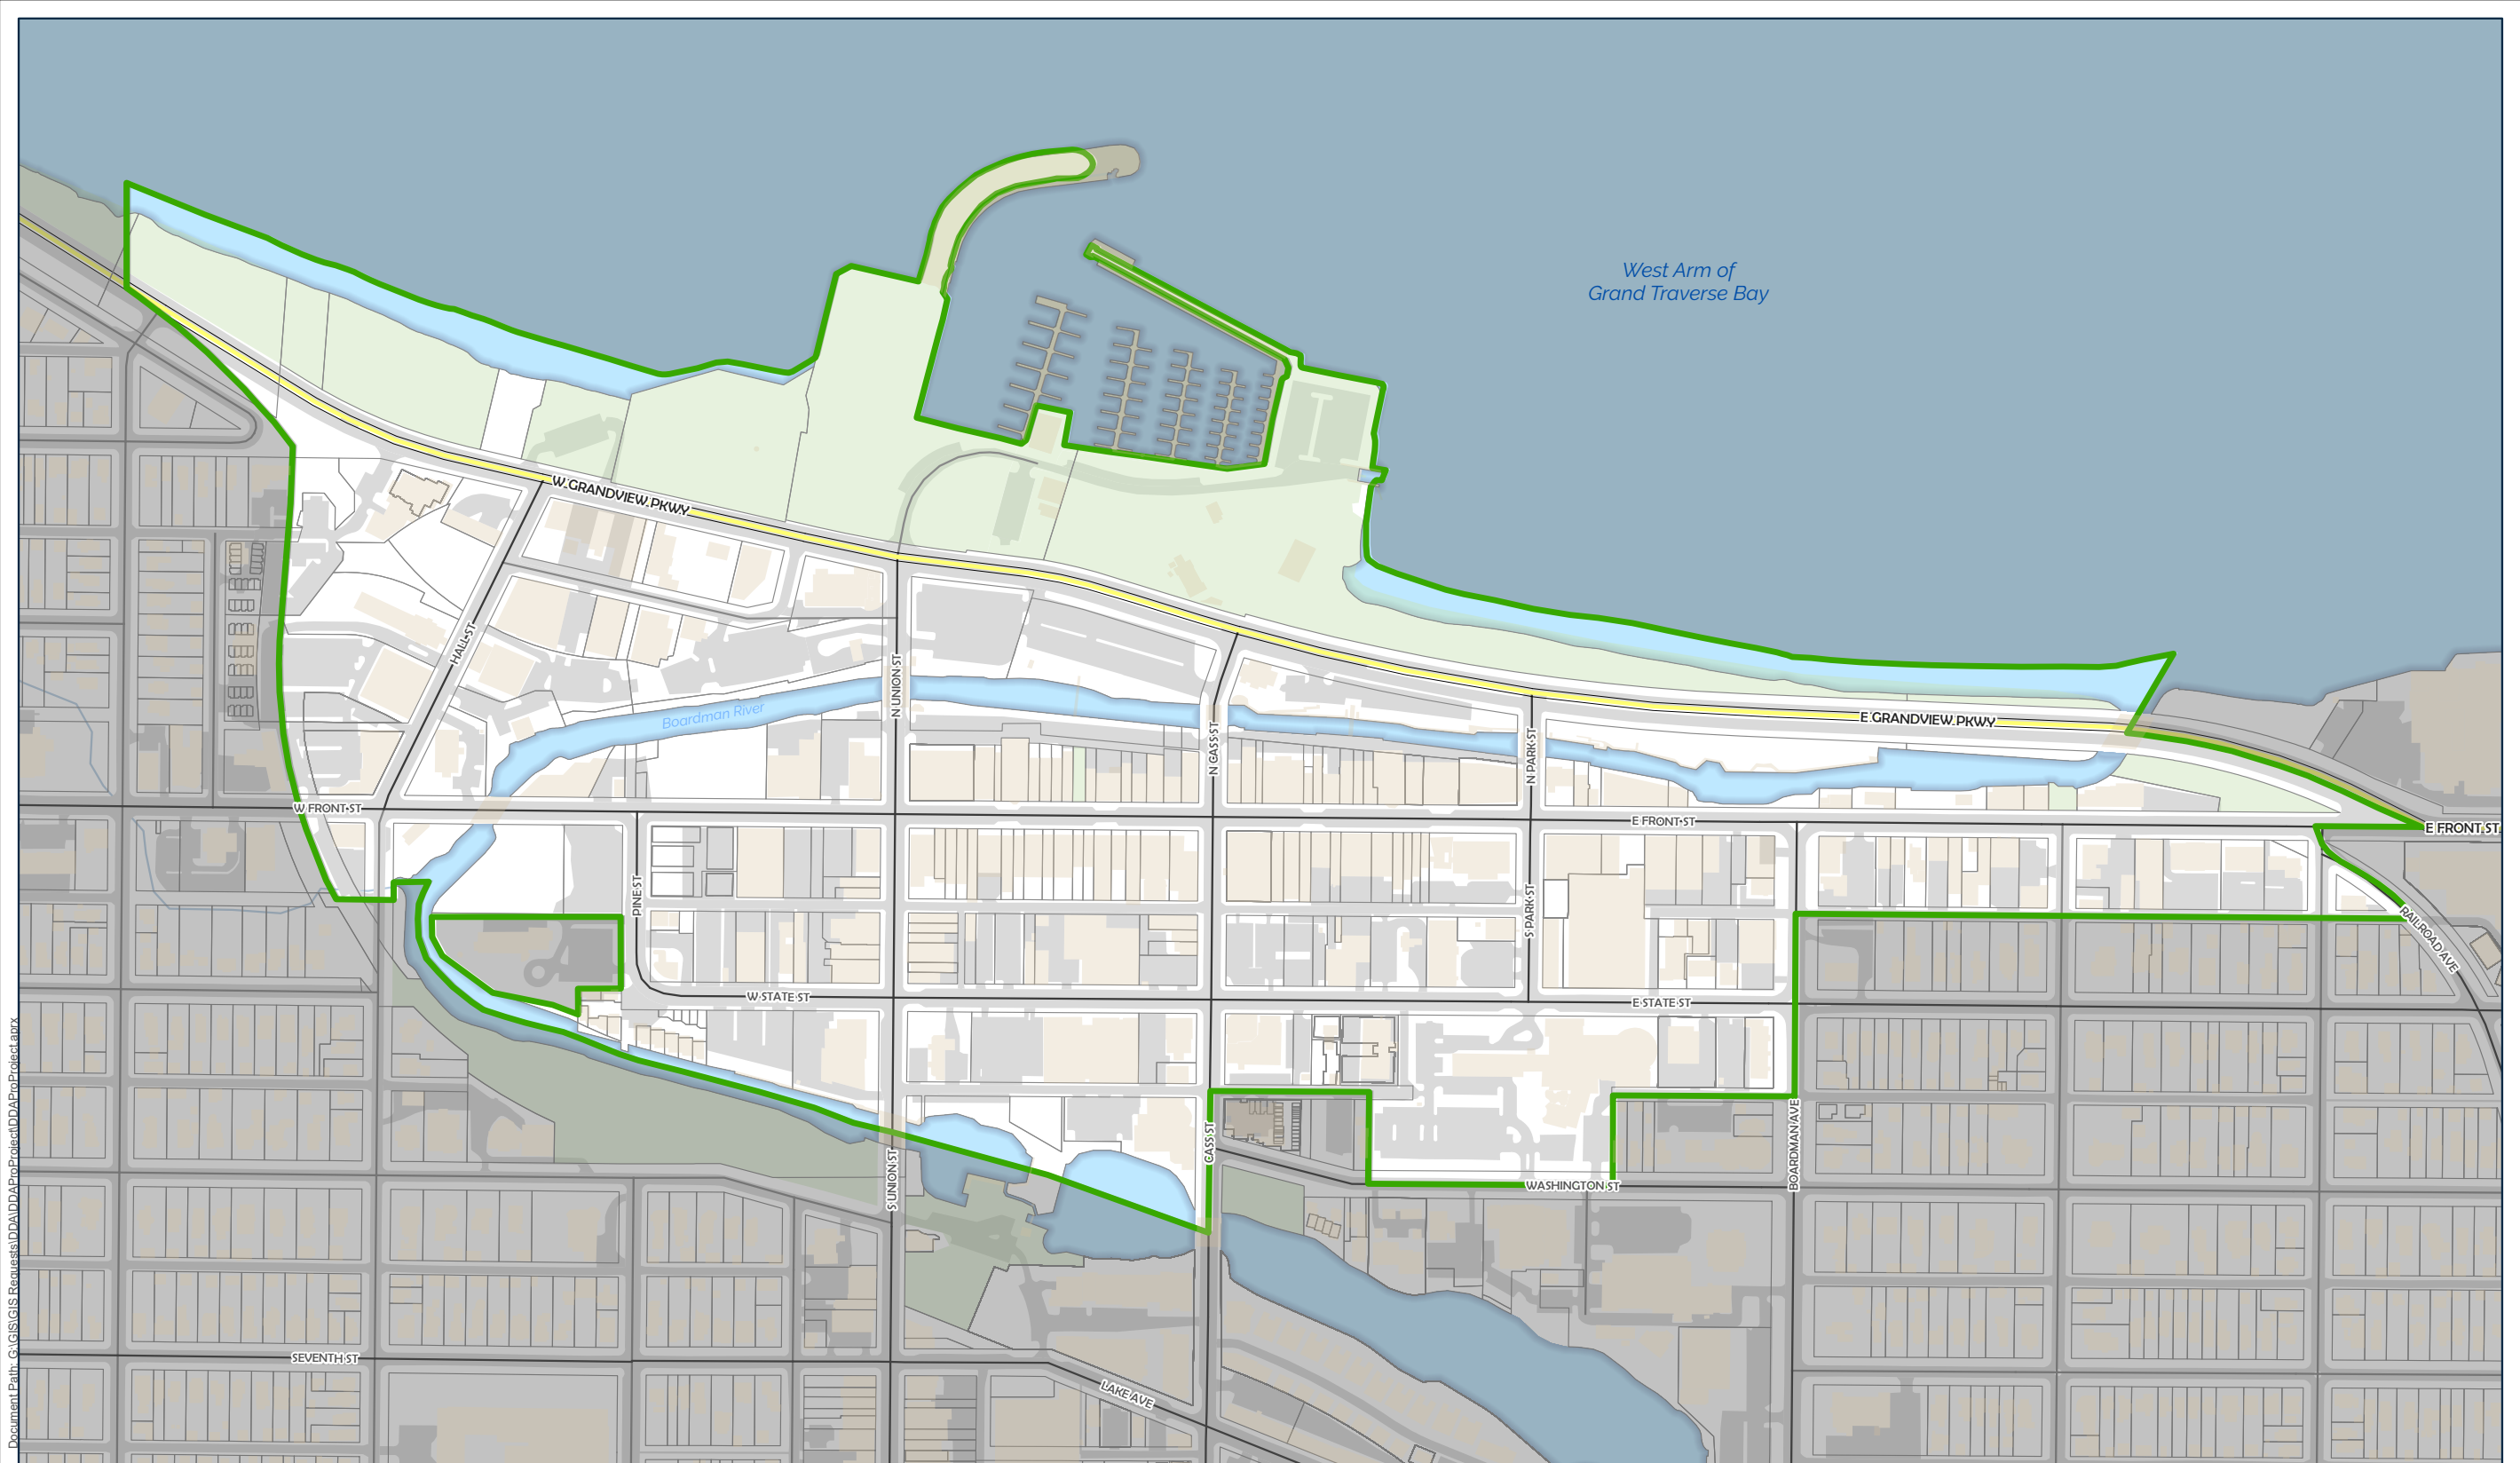 West Arm of
Grand Traverse Bay
W GRANDVIEW PKWY
HALL ST
N UNION ST
Boardman River
N CASS ST
N PARK ST
E GRANDVIEW PKWY
W FRONT ST
E FRONT ST
E FRONT ST
PINE ST
S PARK ST
RAILROAD AVE
W STATE ST
E STATE ST
CASS ST
S UNION ST
BOARDMAN AVE
WASHINGTON ST
SEVENTH ST
LAKE AVE
Document Path: G:\GIS\GIS Requests\DDA\DDAProProject\DDAProProject.aprx